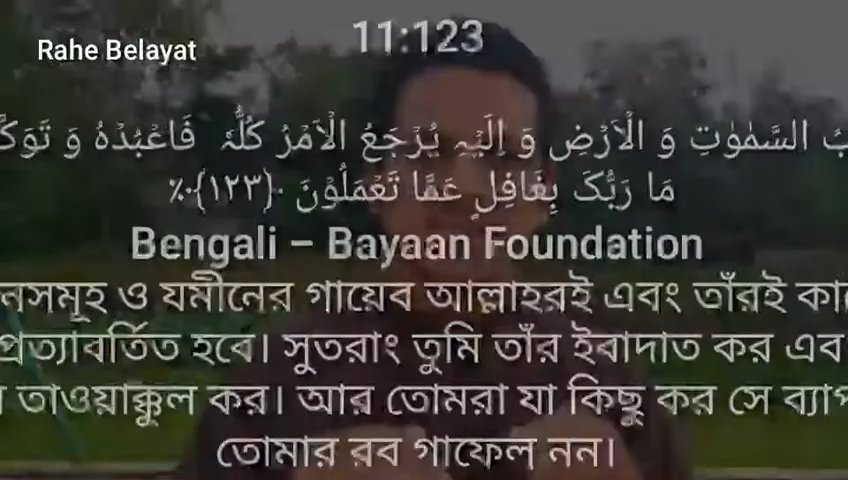 11:123
Rahe Belayat
السَّمٰوٰتِ وَ الْاَرْضِ وَ اِلَیْهِ یُرْجَعُ الْاَمْرُ كُلُّهٗ فَاعْبُدْهُ وَ
مَا رَبُّكَ بِغَافِلٍ عَمَّا تَعْمَلُوْنَ ۠(۱۲۳)
Bengali – Bayaan Foundation
ও যমীনের গায়েব আল্লাহরই এবং তাঁরই
প্রত্যাবর্তিত হবে। সুতরাং তুমি তাঁর ইবাদাত কর
তাওয়াক্কুল কর। আর তোমরা যা কিছু কর সে
তোমার রব গাফেল নন।